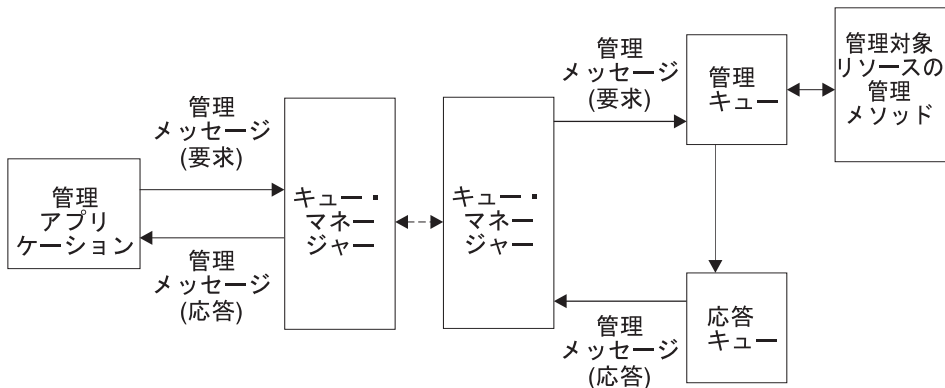 管理
アプリ
ケーション
管理
メッセージ
(要求)
管理
メッセージ
(応答)
キュー・
マネー
ジャー
キュー・
マネー
ジャー
管理
メッセージ
(要求)
管理
キュー
管理対象
リソースの
管理
メソッド
管理
メッセージ
(応答)
応答
キュー